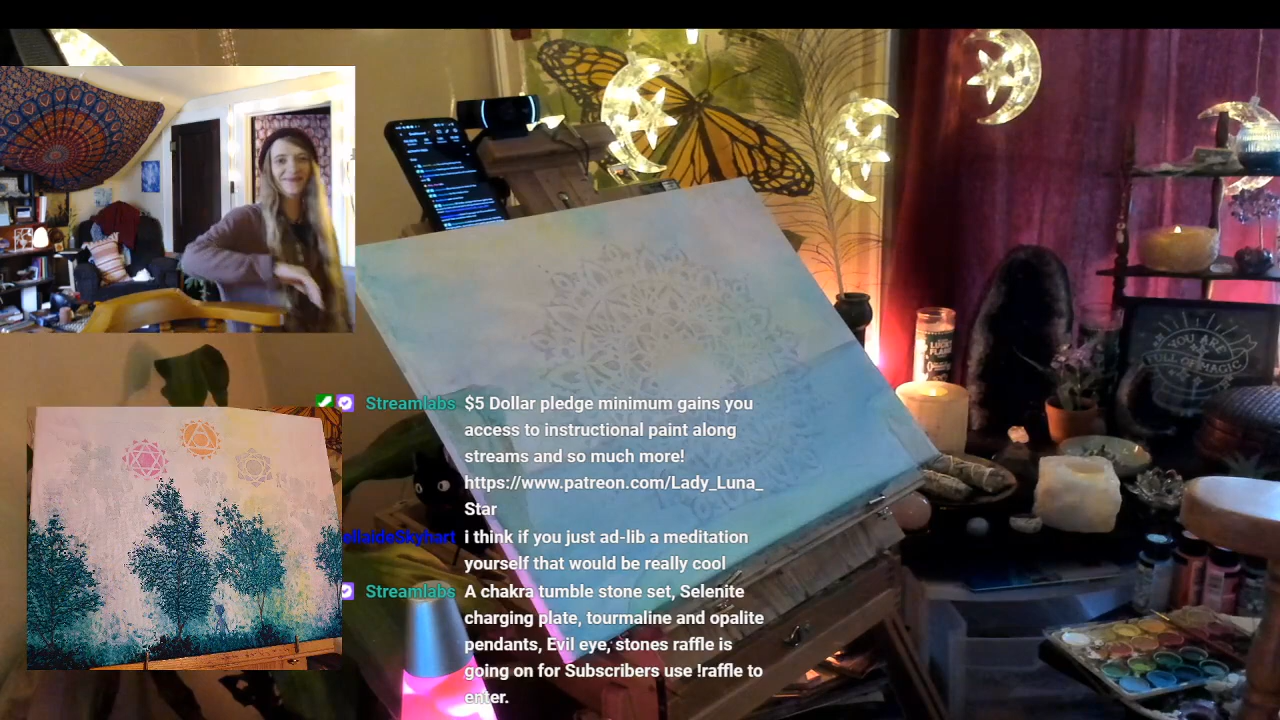 Streamlabs $5 Dollar pledge minimum gains you
access to instructional paint along
streams and so much more!
https://www.patreon.com/Lady_Luna_
Star
ellaideSkyhart i think if you just ad-lib a meditation
yourself that would be really cool
Streamlabs A chakra tumble stone set, Selenite
charging plate, tourmaline and opalite
pendants, Evil eye, stones raffle is
going on for Subscribers use !raffle to
enter.
LUCKY
YOU ARE
FULL OF MAGIC